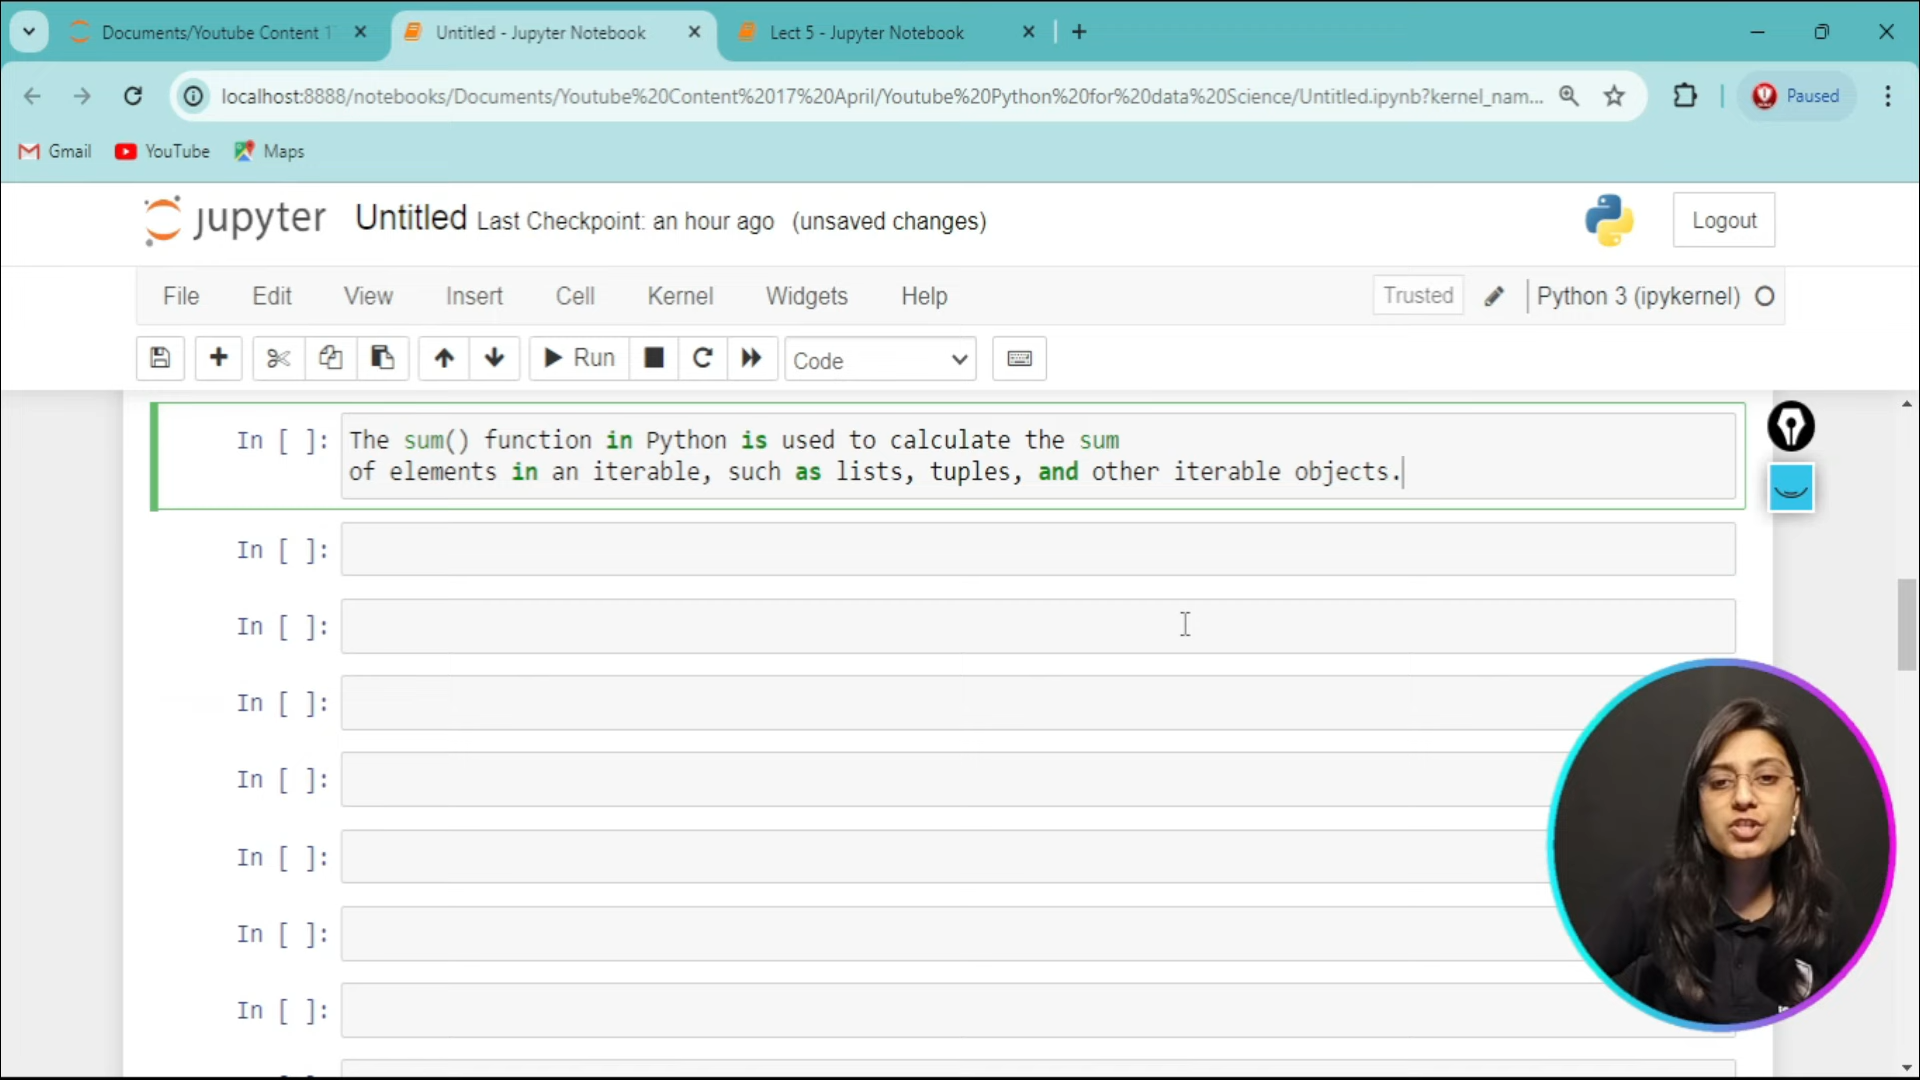 Documents/Youtube Content 1
Untitled - Jupyter Notebook
Lect 5 - Jupyter Notebook
localhost:8888/notebooks/Documents/Youtube%20Content%2017%20April/Youtube%20Python%20for%20data%20Science/Untitled.ipynb?kernel_nam...
Paused
Gmail
YouTube
Maps
jupyter
Untitled Last Checkpoint: an hour ago (unsaved changes)
Logout
File Edit View Insert Cell Kernel Widgets Help
Trusted
Python 3 (ipykernel)
Run
Code
In [ ]: The sum() function in Python is used to calculate the sum
of elements in an iterable, such as lists, tuples, and other iterable objects.
In [ ]:
In [ ]:
In [ ]:
In [ ]:
In [ ]:
In [ ]:
In [ ]: